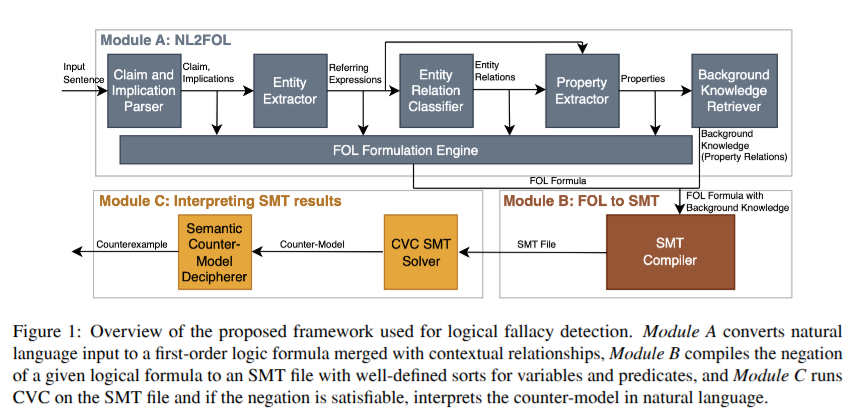 Module A: NL2FOL
Input
Sentence
Claim and
Implication
Parser
Claim,
Implications
Entity
Extractor
Referring
Expressions
Entity
Relation
Classifier
Entity
Relations
Property
Extractor
Properties
Background
Knowledge
Retriever
FOL Formulation Engine
Background
Knowledge
(Property Relations)
FOL Formula
FOL Formula with
Background Knowledge
Module C: Interpreting SMT results
Module B: FOL to SMT
Counterexample
Semantic
Counter-
Model
Decipherer
Counter-Model
CVC SMT
Solver
SMT File
SMT
Compiler
Figure 1: Overview of the proposed framework used for logical fallacy detection. Module A converts natural
language input to a first-order logic formula merged with contextual relationships, Module B compiles the negation
of a given logical formula to an SMT file with well-defined sorts for variables and predicates, and Module C runs
CVC on the SMT file and if the negation is satisfiable, interprets the counter-model in natural language.